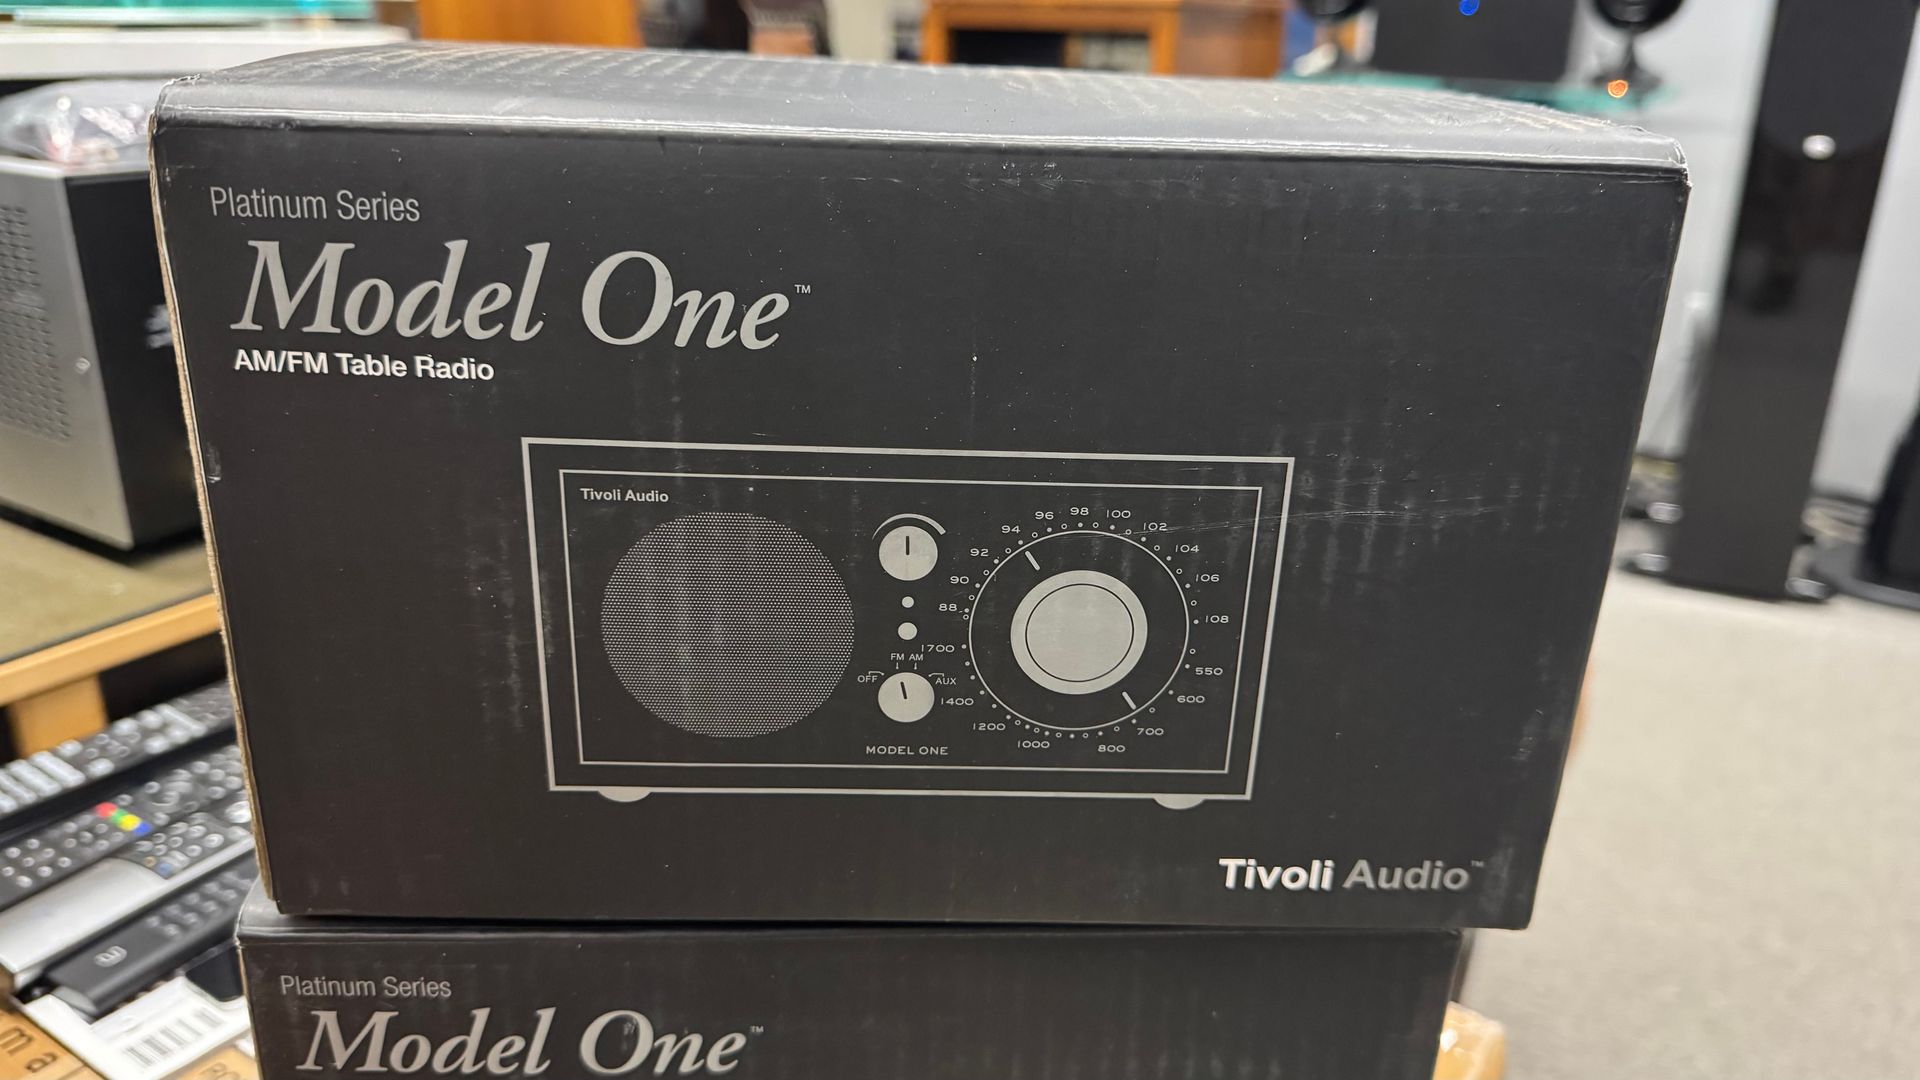 Platinum Series
Model One™
AM/FM Table Radio
Tivoli Audio
94 96 98 100 102
92 104
90 106
88 108
1700 550
FM AM
OFF AUX
1400 600
1200 700
1000 800
MODEL ONE
Tivoli Audio™
Platinum Series
Model One™